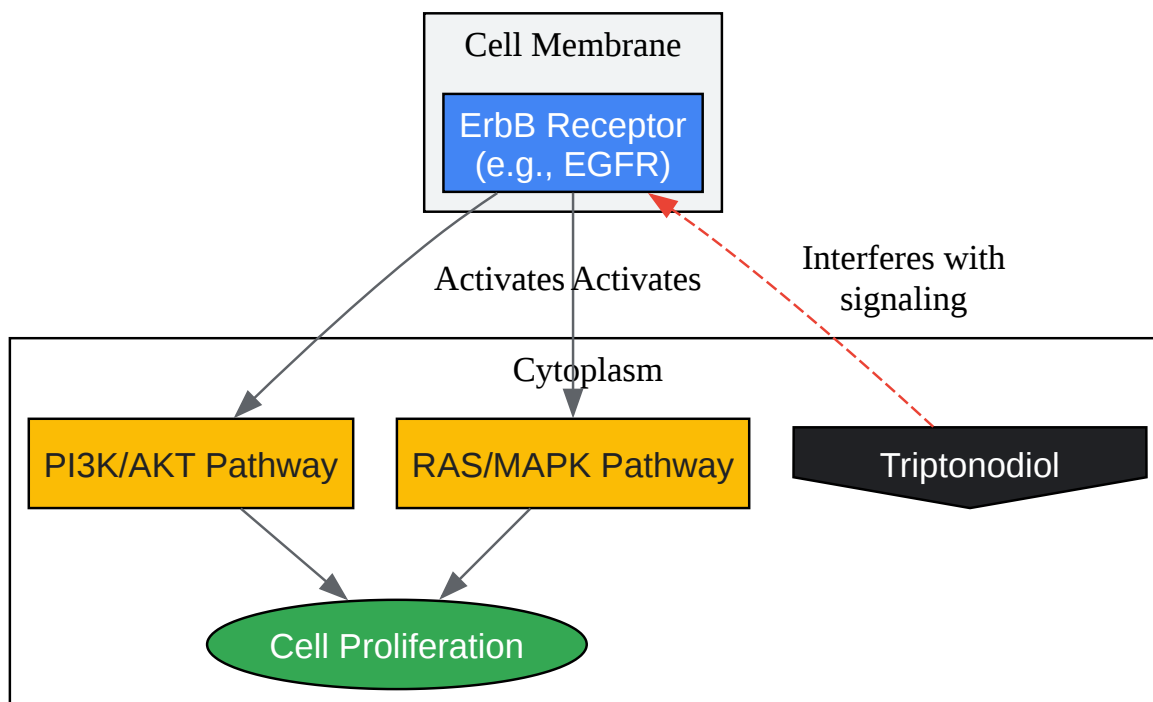 Cell Membrane
ErbB Receptor
(e.g., EGFR)
Activates
Activates
Interferes with
signaling
Cytoplasm
PI3K/AKT Pathway
RAS/MAPK Pathway
Triptonodiol
Cell Proliferation